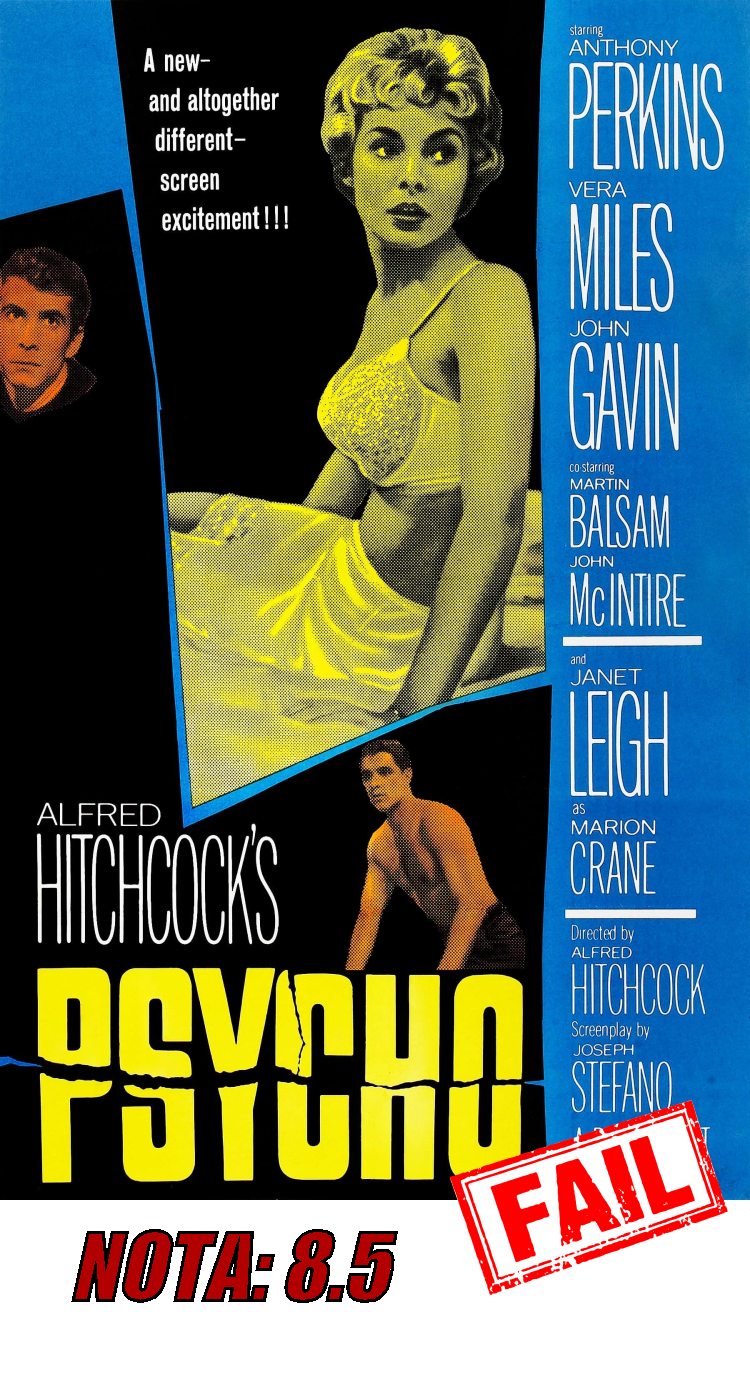 A new–
and altogether
different–
screen
excitement!!!
starring
ANTHONY
PERKINS
VERA
MILES
JOHN
GAVIN
co-starring
MARTIN
BALSAM
JOHN
McINTIRE
and
JANET
LEIGH
as
MARION
CRANE
Directed by
ALFRED
HITCHCOCK
Screenplay by
JOSEPH
STEFANO
ALFRED
HITCHCOCK'S
PSYCHO
FAIL
NOTA: 8.5